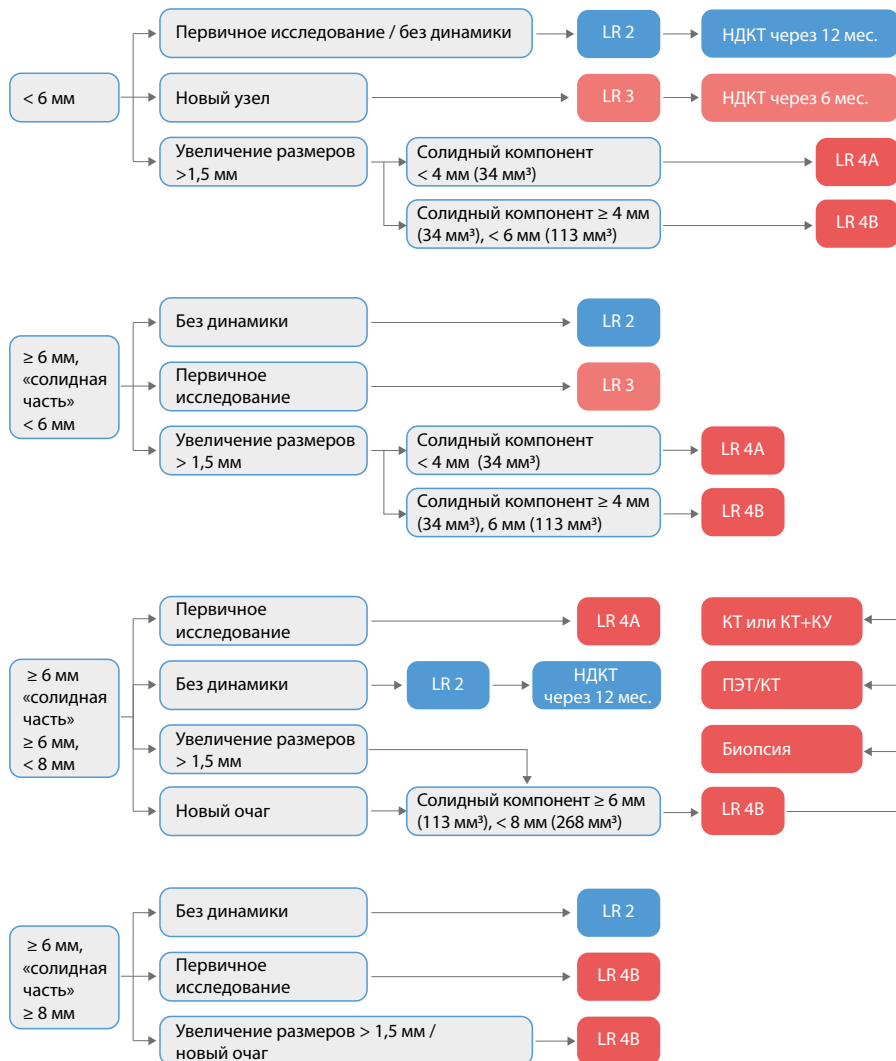 Первичное исследование / без динамики
LR 2
НДКТ через 12 мес.
< 6 мм
Новый узел
LR 3
НДКТ через 6 мес.
Увеличение размеров
>1,5 мм
Солидный компонент
< 4 мм (34 мм³)
LR 4A
Солидный компонент ≥ 4 мм
(34 мм³), < 6 мм (113 мм³)
LR 4B
≥ 6 мм,
«солидная
часть»
< 6 мм
Без динамики
LR 2
Первичное
исследование
LR 3
Увеличение размеров
> 1,5 мм
Солидный компонент
< 4 мм (34 мм³)
LR 4A
Солидный компонент ≥ 4 мм
(34 мм³), 6 мм (113 мм³)
LR 4B
≥ 6 мм
«солидная
часть»
≥ 6 мм,
< 8 мм
Первичное
исследование
LR 4A
КТ или КТ+КУ
Без динамики
LR 2
НДКТ
через 12 мес.
ПЭТ/КТ
Увеличение размеров
> 1,5 мм
Биопсия
Новый очаг
Солидный компонент ≥ 6 мм
(113 мм³), < 8 мм (268 мм³)
LR 4B
≥ 6 мм,
«солидная
часть»
≥ 8 мм
Без динамики
LR 2
Первичное
исследование
LR 4B
Увеличение размеров > 1,5 мм /
новый очаг
LR 4B